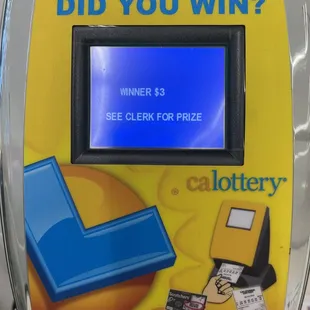 DID YOU WIN?
WINNER $3
SEE CLERK FOR PRIZE
calottery